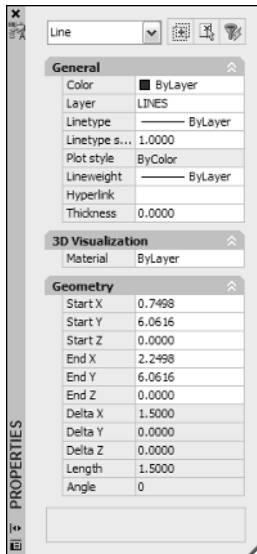 Line
General
Color ByLayer
Layer LINES
Linetype ByLayer
Linetype s... 1.0000
Plot style ByColor
Lineweight ByLayer
Hyperlink
Thickness 0.0000
3D Visualization
Material ByLayer
Geometry
Start X 0.7498
Start Y 6.0616
Start Z 0.0000
End X 2.2498
End Y 6.0616
End Z 0.0000
Delta X 1.5000
Delta Y 0.0000
Delta Z 0.0000
Length 1.5000
Angle 0
PROPERTIES